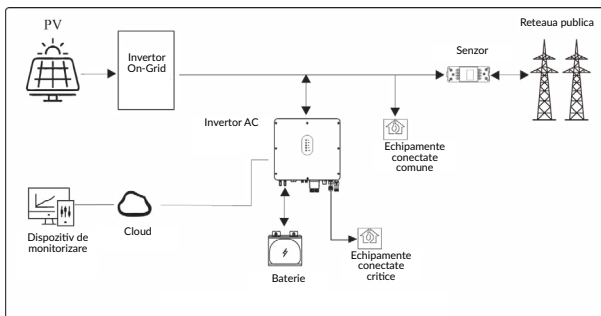 PV
Reteaua publica
Invertor
On-Grid
Senzor
Invertor AC
Echipamente
conectate
comune
Cloud
Dispozitiv de
monitorizare
Baterie
Echipamente
conectate
critice